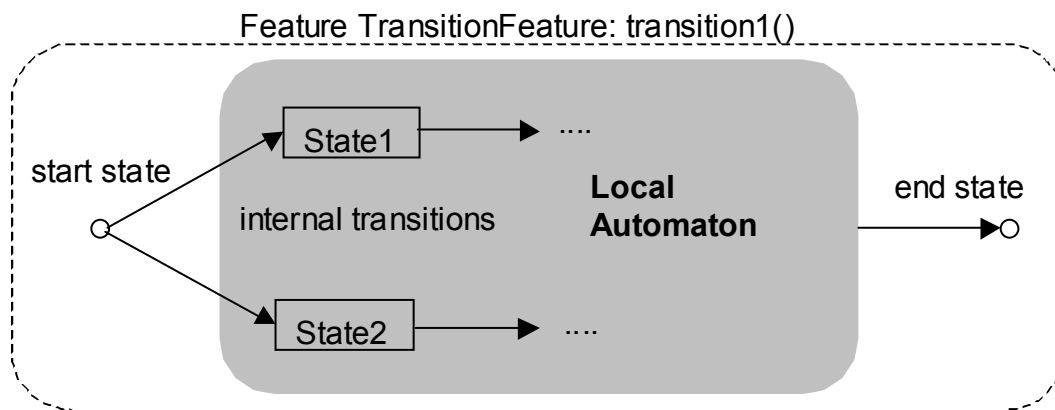 Feature TransitionFeature: transition1()
State1
....
start state
Local
Automaton
end state
internal transitions
State2
....